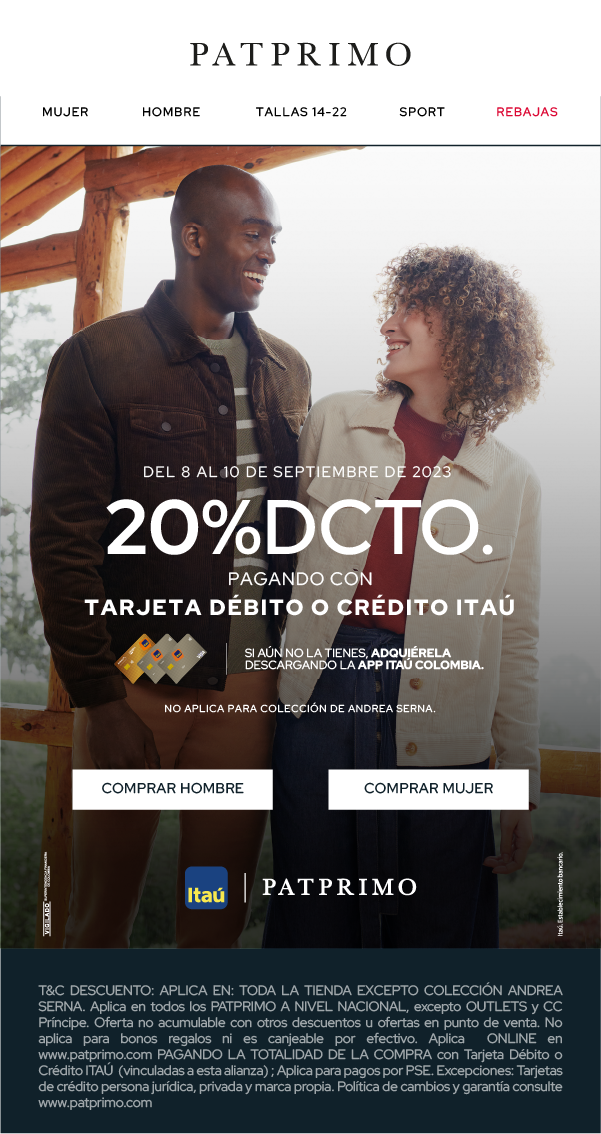 PATPRIMO
MUJER HOMBRE TALLAS 14-22 SPORT REBAJAS
DEL 8 AL 10 DE SEPTIEMBRE DE 2023
20%DCTO.
PAGANDO CON
TARJETA DÉBITO O CRÉDITO ITAÚ
SI AÚN NO LA TIENES, ADQUIÉRELA
DESCARGANDO LA APP ITAÚ COLOMBIA.
NO APLICA PARA COLECCIÓN DE ANDREA SERNA.
COMPRAR HOMBRE COMPRAR MUJER
VIGILADO
Itaú PATPRIMO
Itaú. Establecimiento bancario.
T&C DESCUENTO: APLICA EN: TODA LA TIENDA EXCEPTO COLECCIÓN ANDREA
SERNA. Aplica en todos los PATPRIMO A NIVEL NACIONAL, excepto OUTLETS y CC
Príncipe. Oferta no acumulable con otros descuentos u ofertas en punto de venta. No
aplica para bonos regalos ni es canjeable por efectivo. Aplica ONLINE en
www.patprimo.com PAGANDO LA TOTALIDAD DE LA COMPRA con Tarjeta Débito o
Crédito ITAÚ (vinculadas a esta alianza) ; Aplica para pagos por PSE. Excepciones: Tarjetas
de crédito persona jurídica, privada y marca propia. Política de cambios y garantía consulte
www.patprimo.com